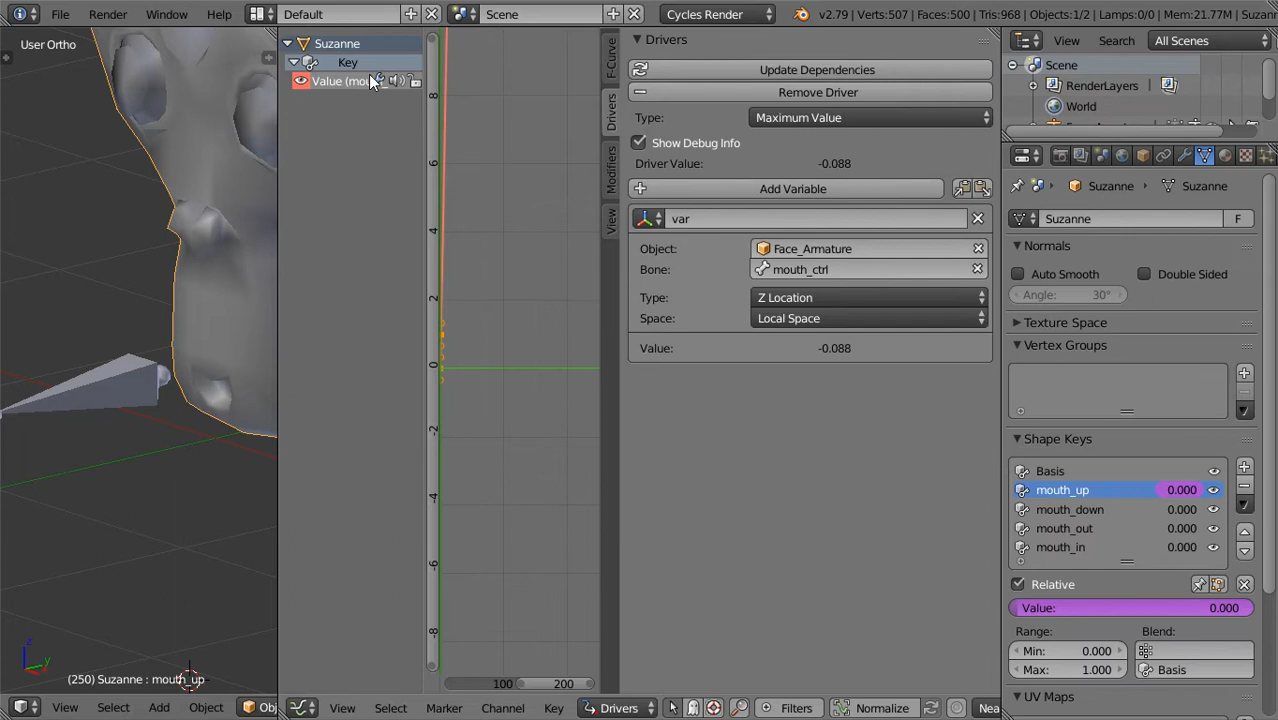 File Render Window Help Default Scene Cycles Render v2.79 | Verts:507 | Faces:500 | Tris:968 | Objects:1/2 | Lamps:0/0 | Mem:21.77M |
User Ortho
(250) Suzanne : mouth_up
View Select Add Object
Suzanne
Key
Value
8
6
4
2
0
-2
-4
-6
-8
100 200
View Select Marker Channel Key Drivers Filters Normalize
F-Curve
Drivers
Modifiers
View
Drivers
Update Dependencies
Remove Driver
Type: Maximum Value
Show Debug Info
Driver Value: -0.088
Add Variable
var
Object: Face_Armature
Bone: mouth_ctrl
Type: Z Location
Space: Local Space
Value: -0.088
View Search All Scenes
Scene
RenderLayers
World
Suzanne Suzanne
Suzanne F
Normals
Auto Smooth Double Sided
Angle: 30°
Texture Space
Vertex Groups
Shape Keys
Basis
mouth_up 0.000
mouth_down 0.000
mouth_out 0.000
mouth_in 0.000
Relative
Value: 0.000
Range: Blend:
Min: 0.000
Max: 1.000 Basis
UV Maps